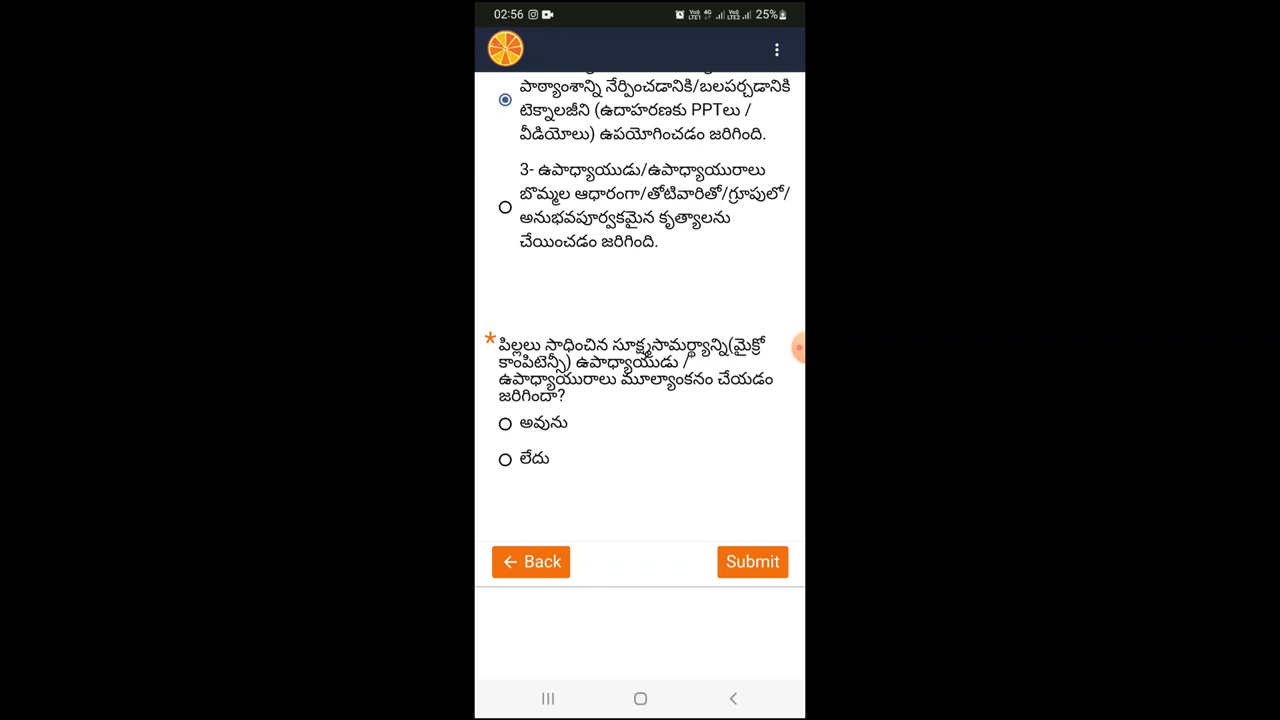 02:56
25%
పాఠ్యాంశాన్ని నేర్పించడానికి/బలపర్చడానికి
టెక్నాలజీని (ఉదాహరణకు PPTలు /
వీడియోలు) ఉపయోగించడం జరిగింది.
3- ఉపాధ్యాయుడు/ఉపాధ్యాయురాలు
బొమ్మల ఆధారంగా/తోటివారితో/గ్రూపులో/
అనుభవపూర్వకమైన కృత్యాలను
చేయించడం జరిగింది.
* పిల్లలు సాధించిన సూక్ష్మసామర్థ్యాన్ని(మైక్రో
కాంపిటెన్సీ) ఉపాధ్యాయుడు /
ఉపాధ్యాయురాలు మూల్యాంకనం చేయడం
జరిగిందా?
అవును
లేదు
← Back
Submit